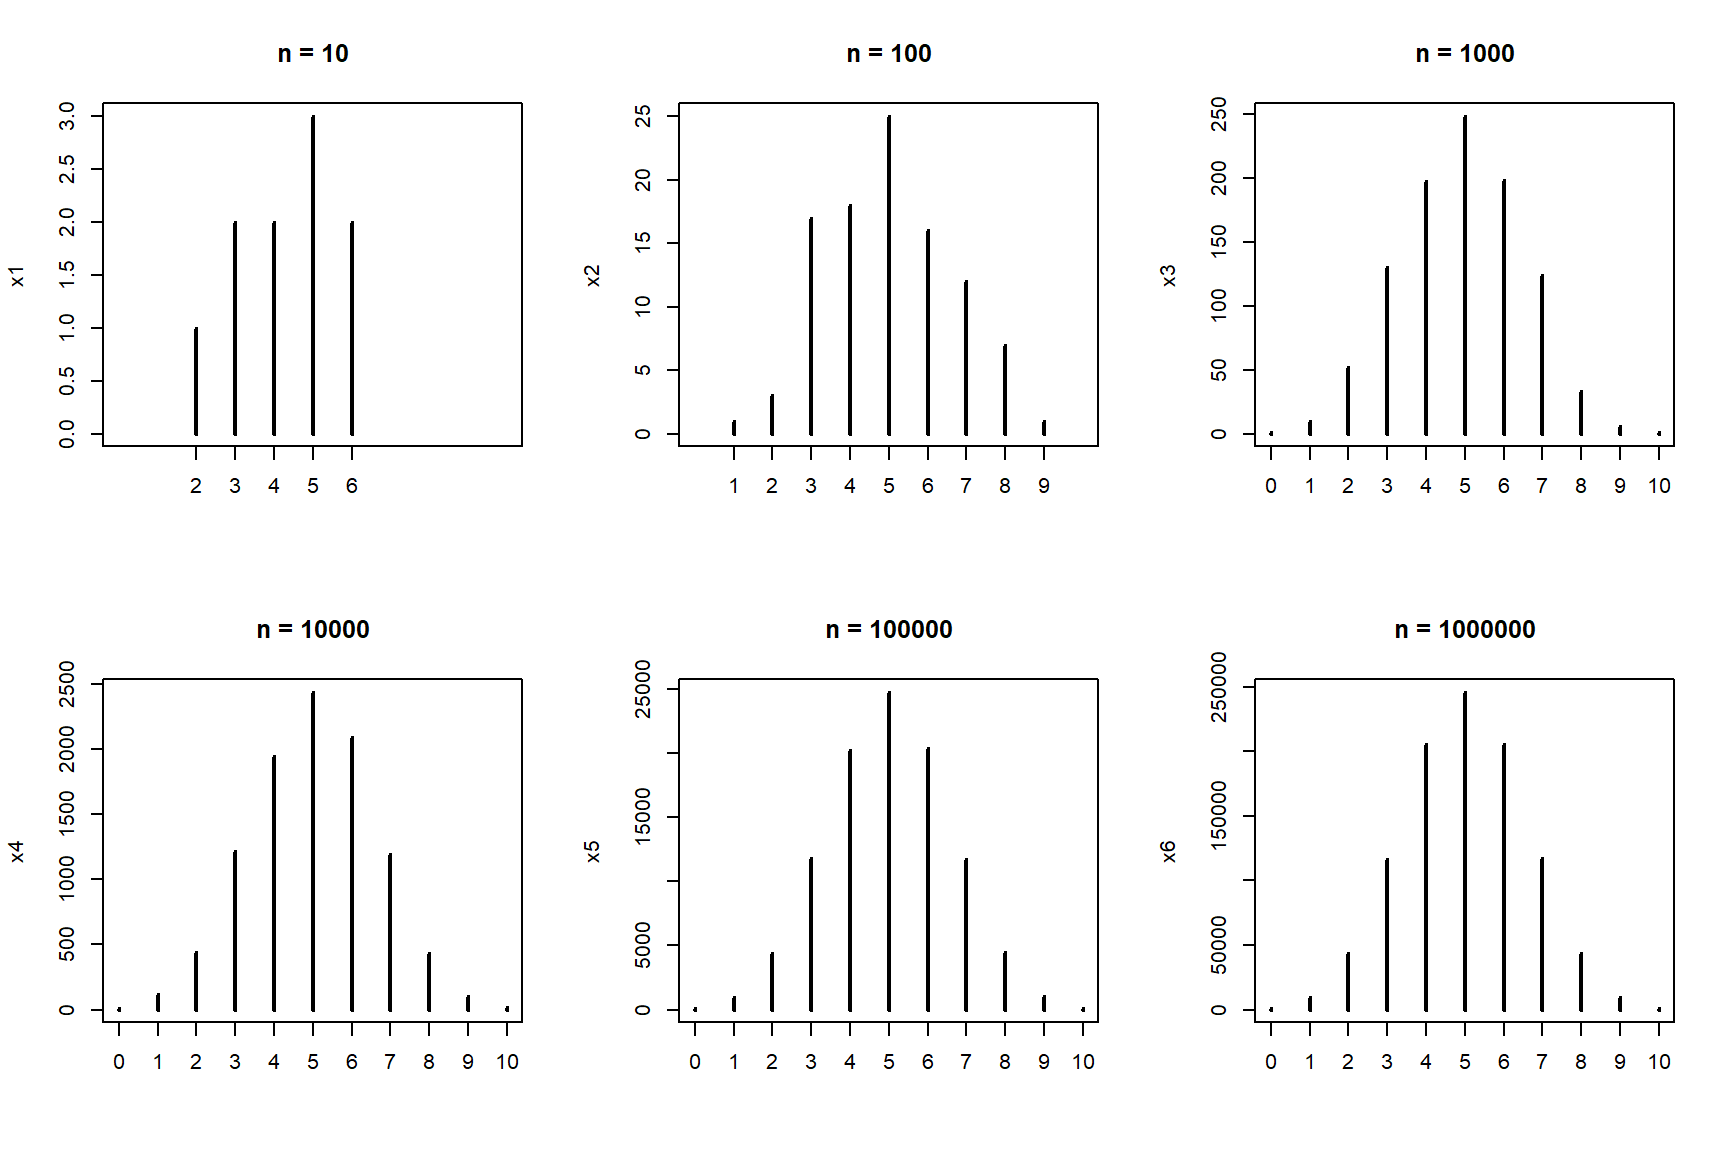 n = 10
3.0
2.5
2.0
1.5
1.0
0.5
0.0
x1
2 3 4 5 6
n = 100
25
20
15
10
5
0
x2
1 2 3 4 5 6 7 8 9
n = 1000
250
200
150
100
50
0
x3
0 1 2 3 4 5 6 7 8 9 10
n = 10000
2500
2000
1500
1000
500
0
x4
0 1 2 3 4 5 6 7 8 9 10
n = 100000
25000
15000
5000
0
x5
0 1 2 3 4 5 6 7 8 9 10
n = 1000000
250000
150000
50000
0
x6
0 1 2 3 4 5 6 7 8 9 10